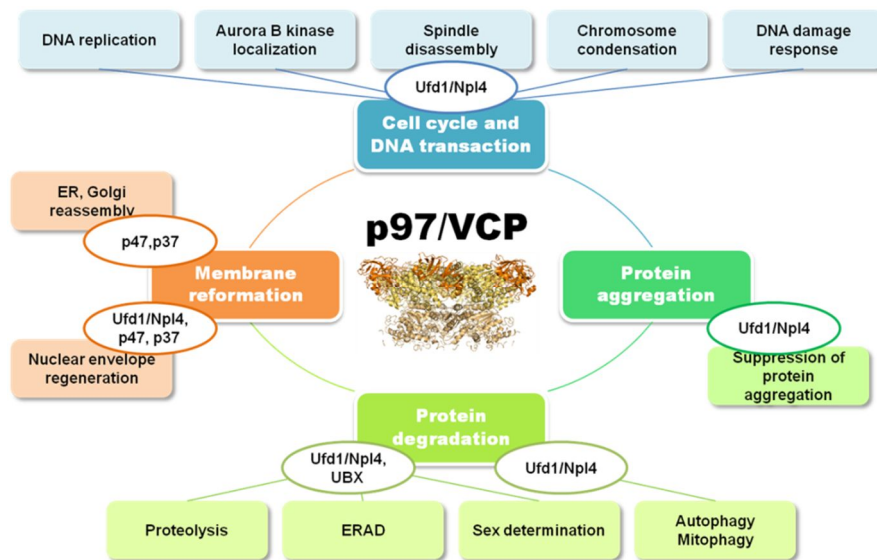 DNA replication
Aurora B kinase
localization
Spindle
disassembly
Chromosome
condensation
DNA damage
response
Ufd1/Npl4
Cell cycle and
DNA transaction
ER, Golgi
reassembly
p47,p37
Membrane
reformation
Ufd1/Npl4,
p47, p37
Nuclear envelope
regeneration
p97/VCP
Protein
aggregation
Ufd1/Npl4
Suppression of
protein
aggregation
Protein
degradation
Ufd1/Npl4,
UBX
Ufd1/Npl4
Proteolysis
ERAD
Sex determination
Autophagy
Mitophagy